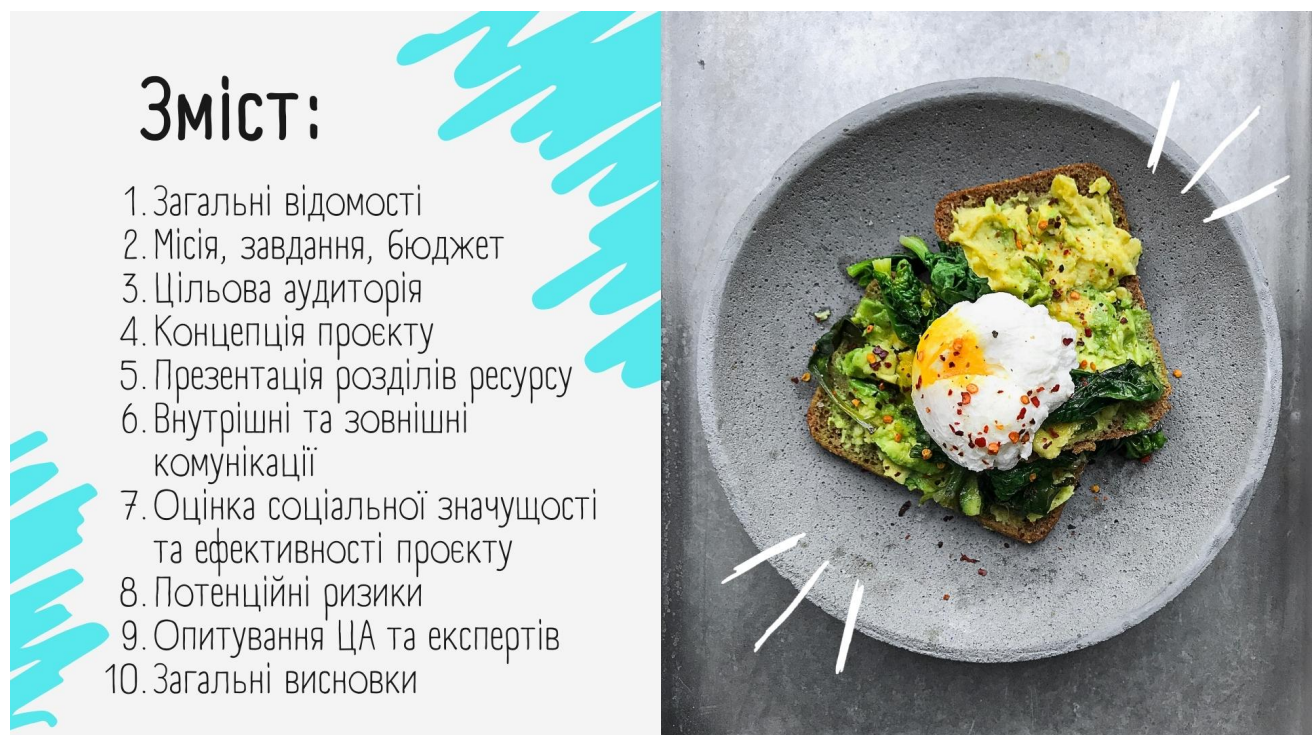 Зміст:
1. Загальні відомості
2. Місія, завдання, бюджет
3. Цільова аудиторія
4. Концепція проєкту
5. Презентація розділів ресурсу
6. Внутрішні та зовнішні
комунікації
7. Оцінка соціальної значущості
та ефективності проєкту
8. Потенційні ризики
9. Опитування ЦА та експертів
10. Загальні висновки